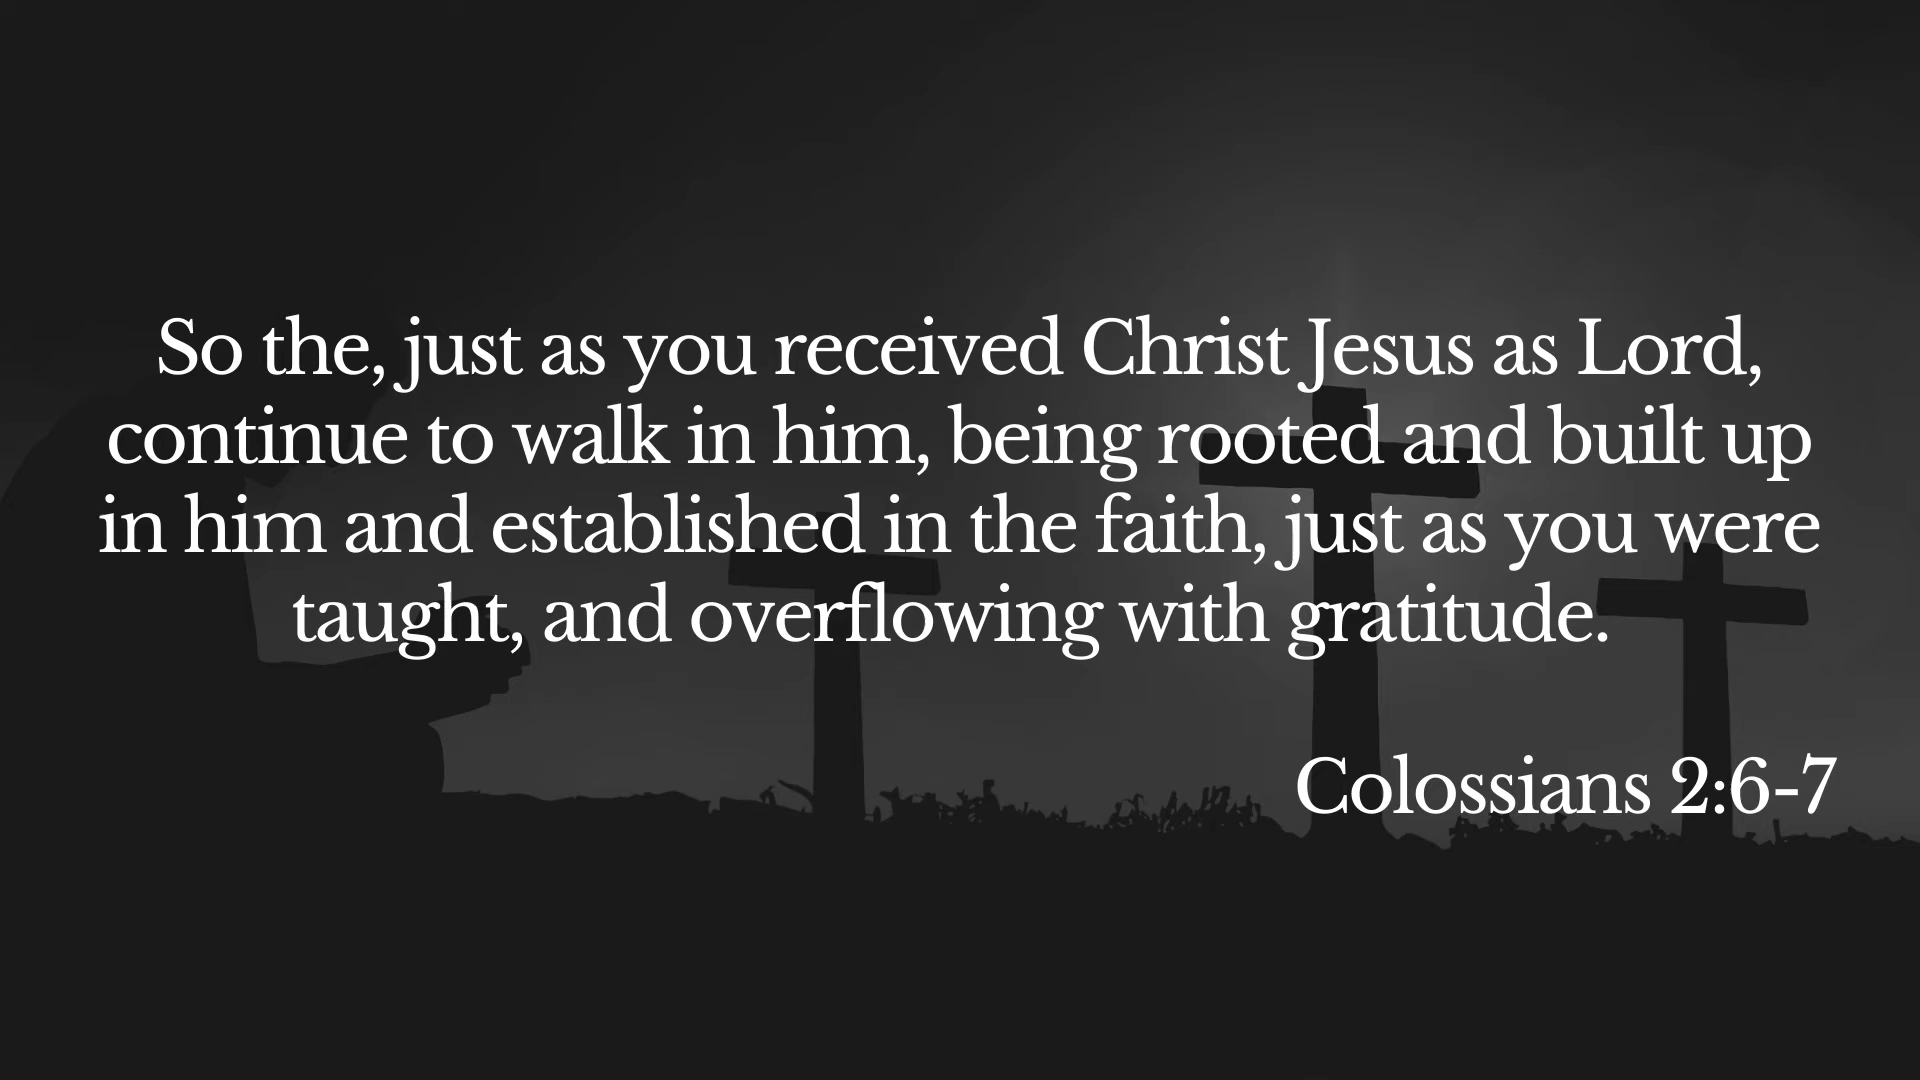 So the, just as you received Christ Jesus as Lord,
continue to walk in him, being rooted and built up
in him and established in the faith, just as you were
taught, and overflowing with gratitude.
Colossians 2:6-7